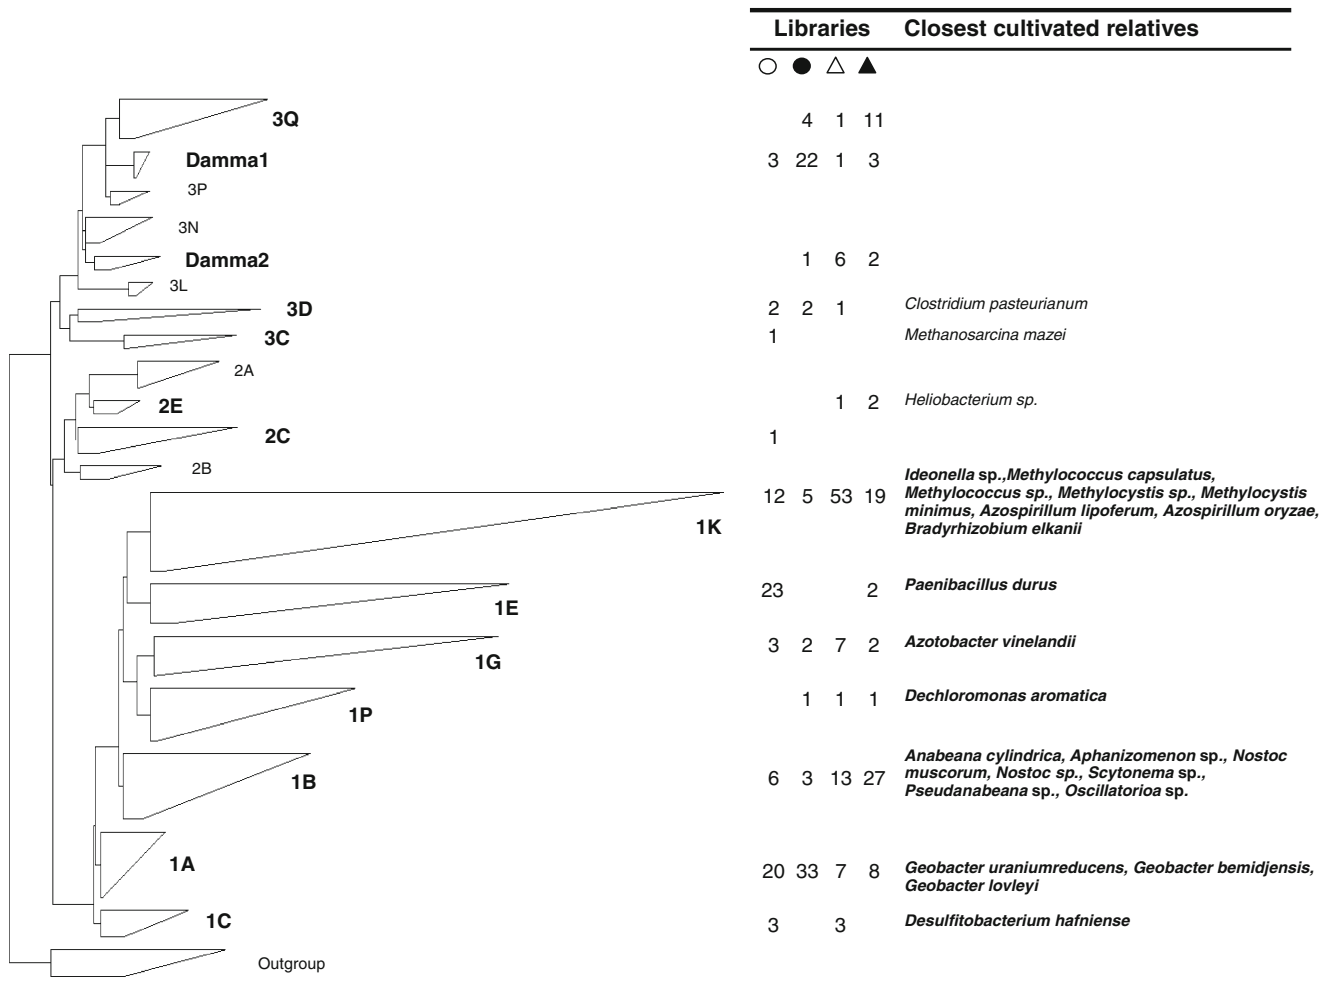 Libraries Closest cultivated relatives
3Q 4 1 11
Damma1 3 22 1 3
3P
3N
Damma2 1 6 2
3L
3D 2 2 1 Clostridium pasteurianum
3C 1 Methanosarcina mazei
2A
2E 1 2 Heliobacterium sp.
2C 1
2B
Ideonella sp.,Methylococcus capsulatus,
Methylococcus sp., Methylocystis sp., Methylocystis
minimus, Azospirillum lipoferum, Azospirillum oryzae,
Bradyrhizobium elkanii
1K 12 5 53 19
1E 23 2 Paenibacillus durus
1G 3 2 7 2 Azotobacter vinelandii
1P 1 1 1 Dechloromonas aromatica
Anabeana cylindrica, Aphanizomenon sp., Nostoc
muscorum, Nostoc sp., Scytonema sp.,
Pseudanabeana sp., Oscillatorioa sp.
1B 6 3 13 27
1A 20 33 7 8 Geobacter uraniumreducens, Geobacter bemidjensis,
Geobacter lovleyi
1C 3 3 Desulfitobacterium hafniense
Outgroup